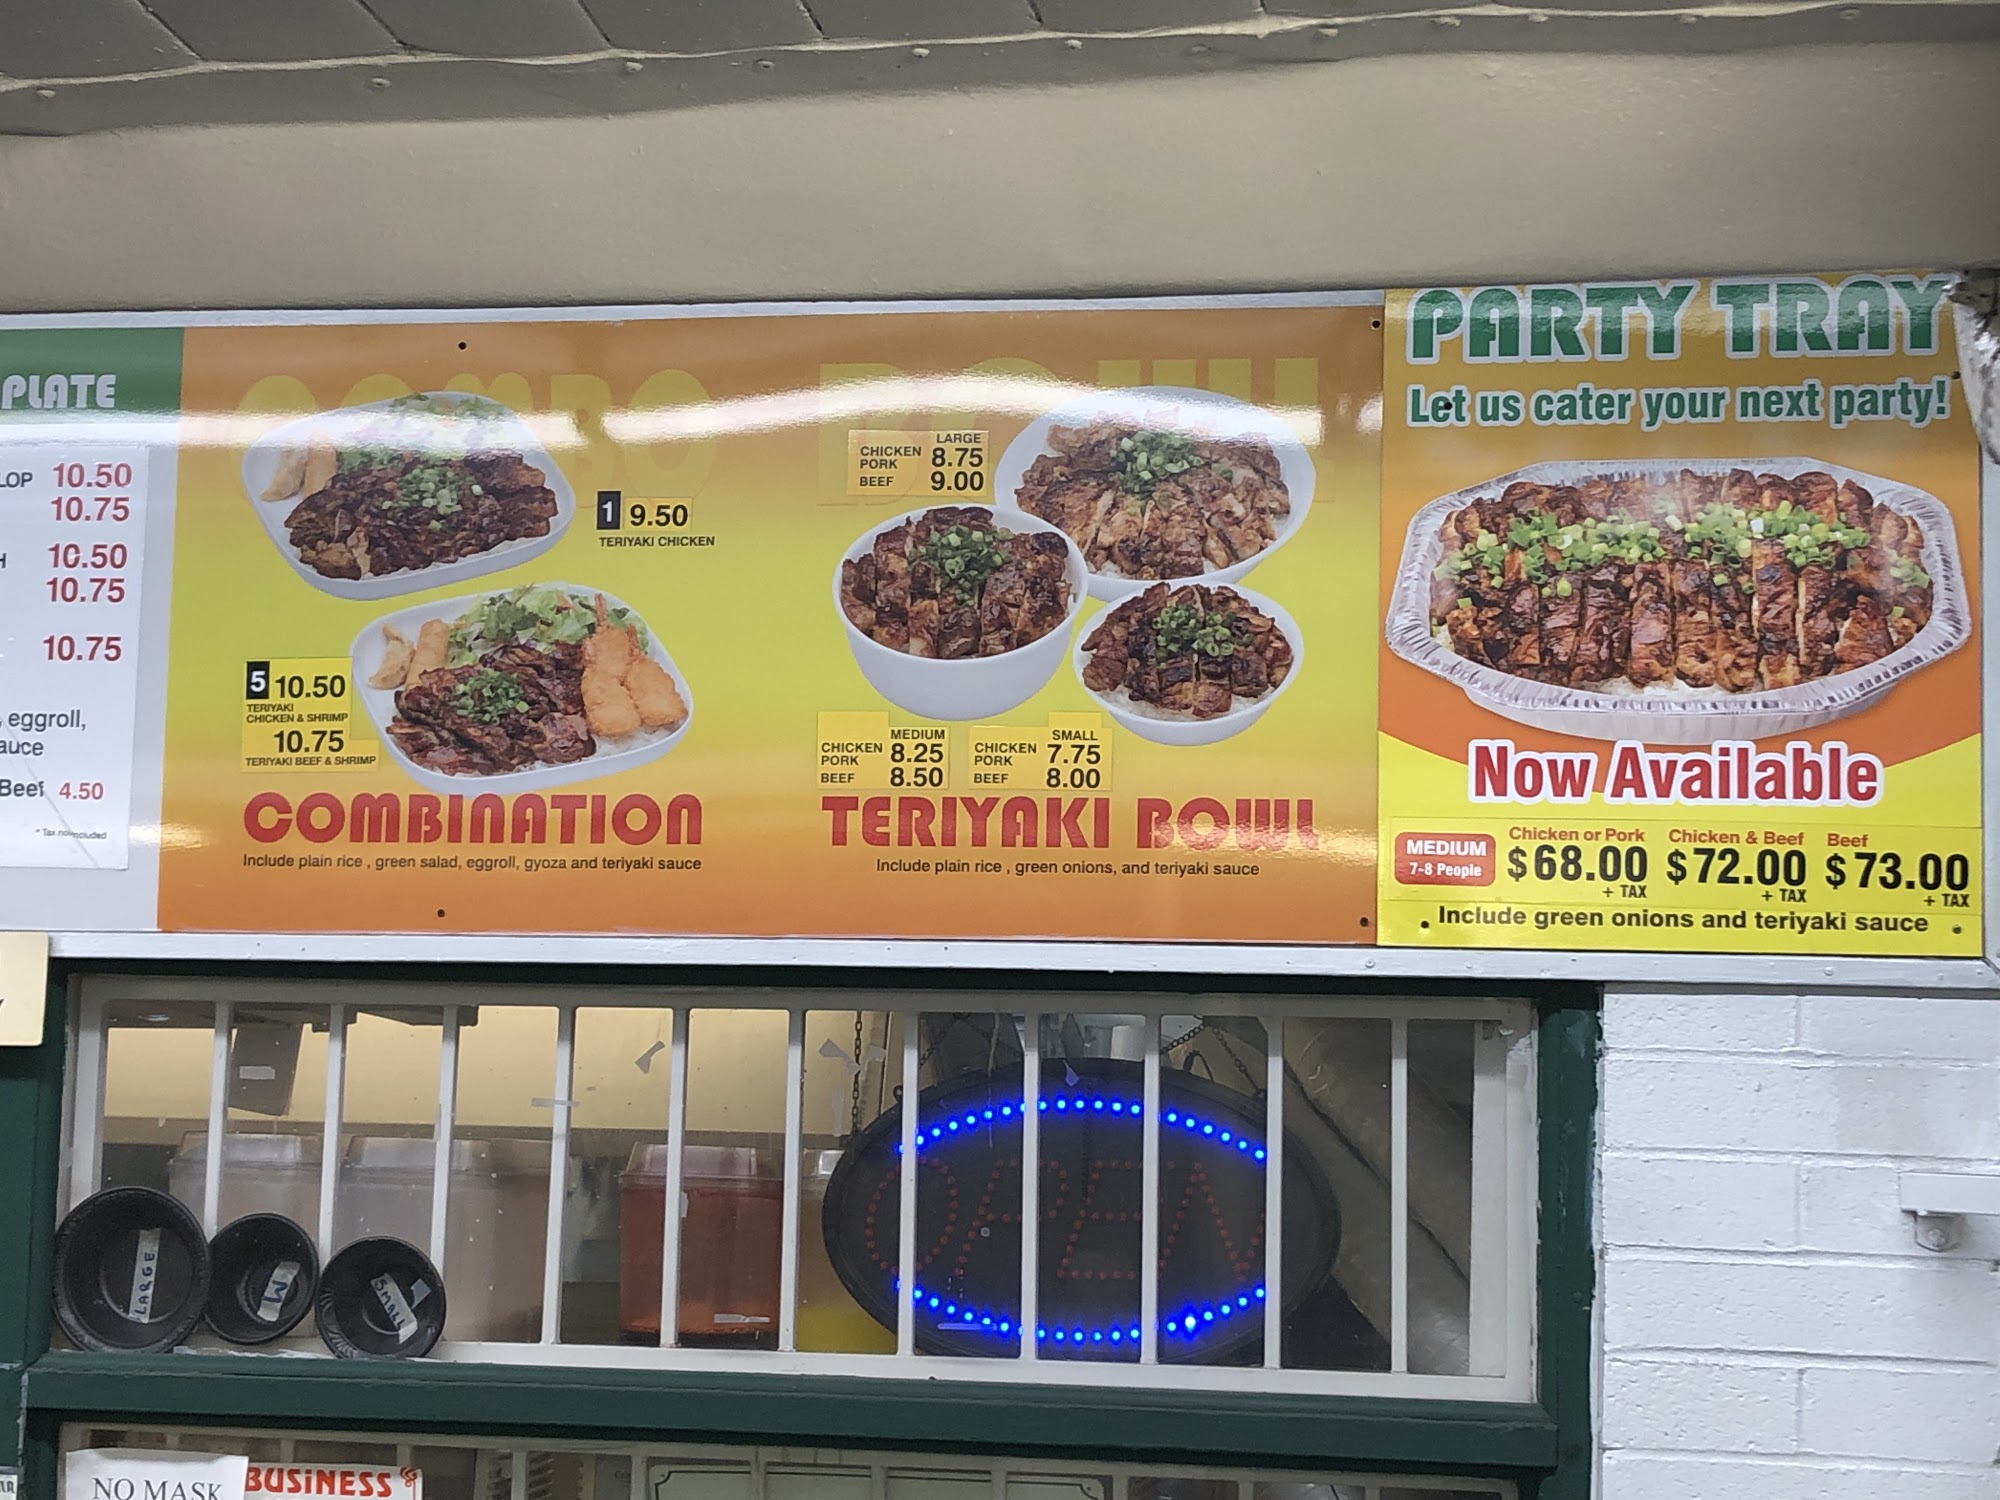 PLATE
10.50
10.75
10.50
10.75
10.75
eggroll,
Beef 4.50
* Tax not included
COMBO
1 9.50
TERIYAKI CHICKEN
5 10.50
TERIYAKI
CHICKEN & SHRIMP
10.75
TERIYAKI BEEF & SHRIMP
COMBINATION
Include plain rice , green salad, eggroll, gyoza and teriyaki sauce
BOWL
LARGE
CHICKEN
PORK 8.75
BEEF 9.00
MEDIUM
CHICKEN
PORK 8.25
BEEF 8.50
SMALL
CHICKEN
PORK 7.75
BEEF 8.00
TERIYAKI BOWL
Include plain rice , green onions, and teriyaki sauce
PARTY TRAY
Let us cater your next party!
Now Available
MEDIUM
7-8 People
Chicken or Pork
$68.00
+ TAX
Chicken & Beef
$72.00
+ TAX
Beef
$73.00
+ TAX
Include green onions and teriyaki sauce
OPEN
LARGE
M
SMALL
NO MASK
BUSINESS